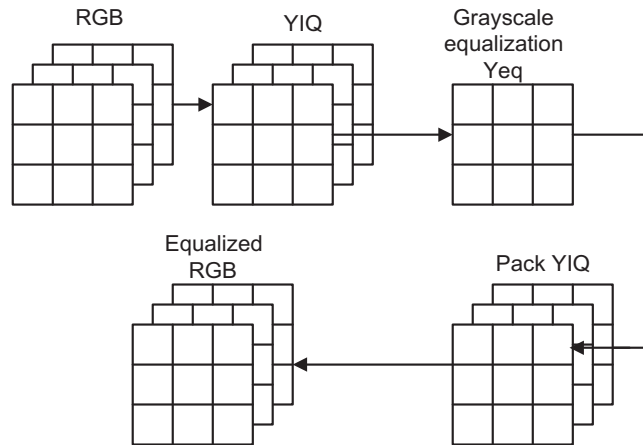 RGB
YIQ
Grayscale
equalization
Yeq
Equalized
RGB
Pack YIQ